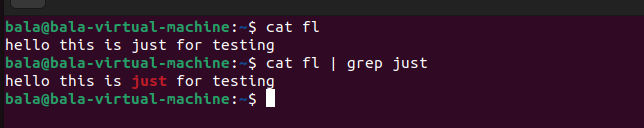 bala@bala-virtual-machine:~$ cat fl
hello this is just for testing
bala@bala-virtual-machine:~$ cat fl | grep just
hello this is just for testing
bala@bala-virtual-machine:~$